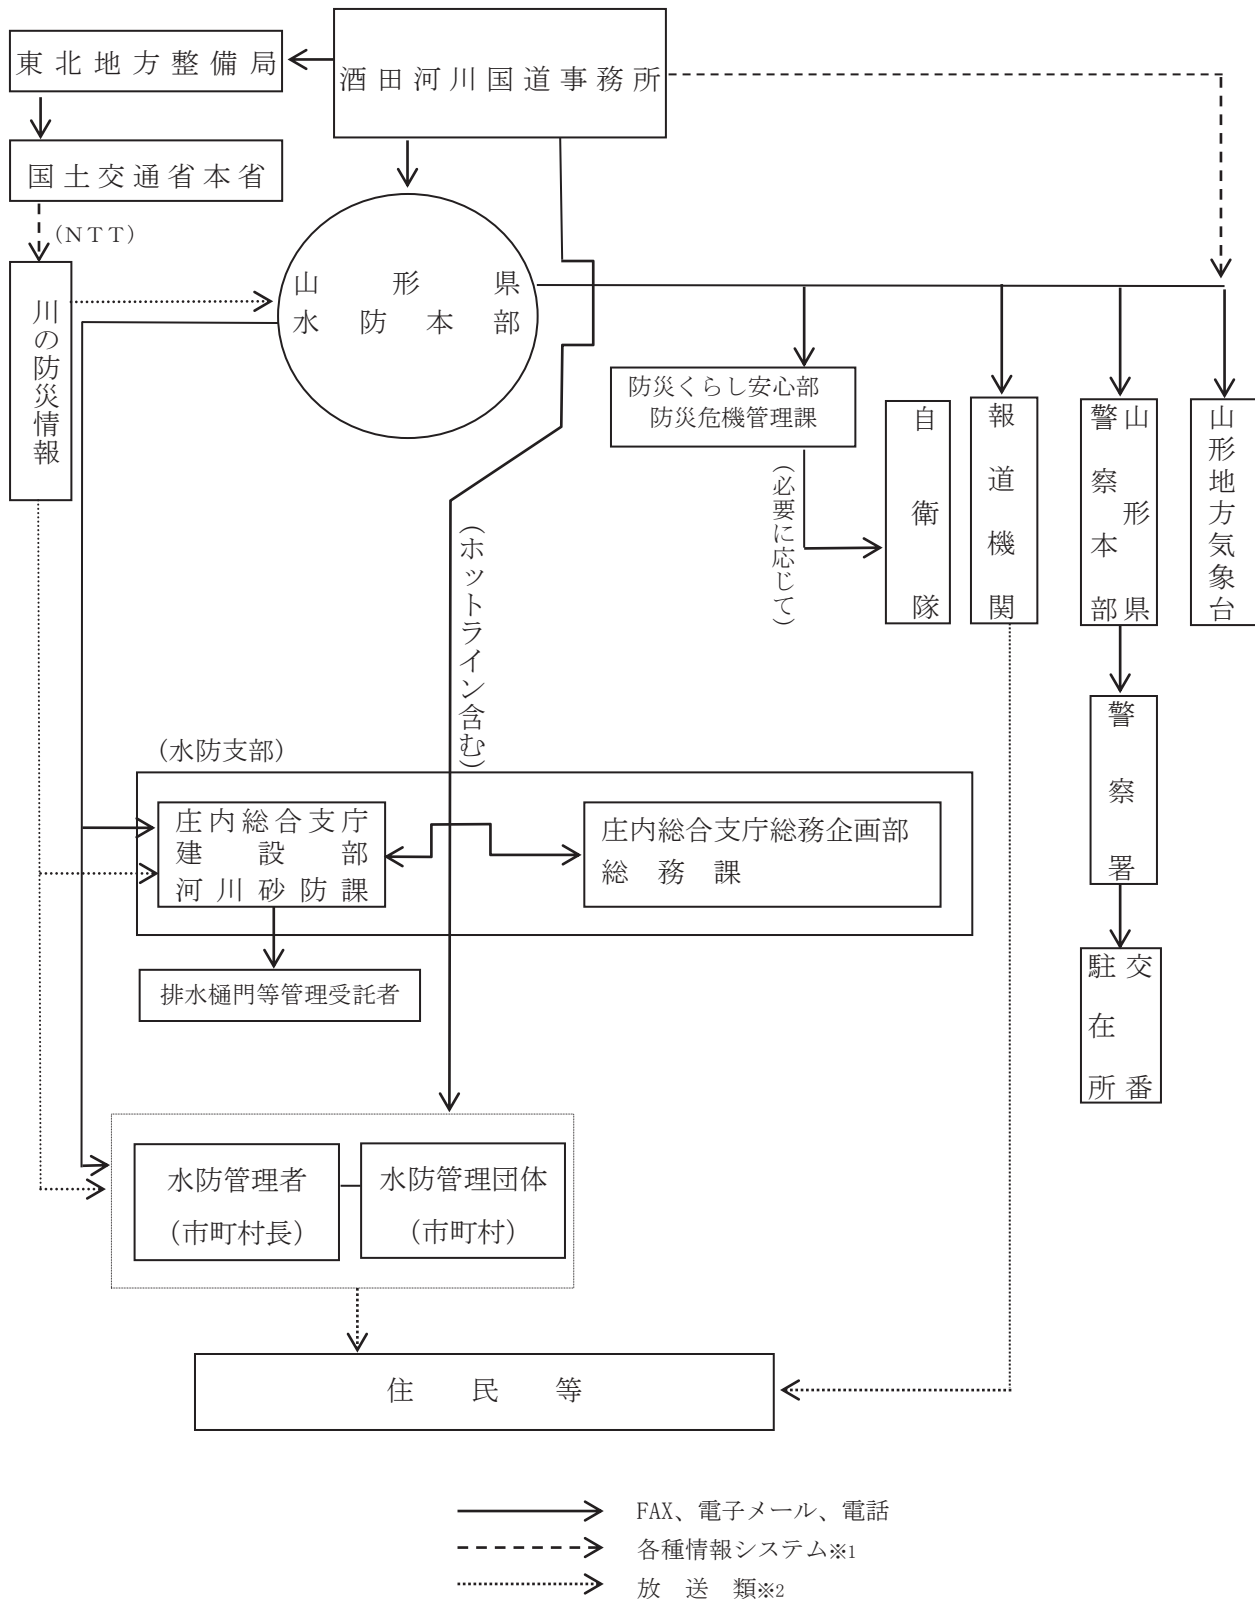 東北地方整備局
酒田河川国道事務所
国土交通省本省
(NTT)
川の防災情報
山形県
水防本部
防災くらし安心部
防災危機管理課
(必要に応じて)
自衛隊
報道機関
山形県
警察本部
山形地方気象台
(ホットライン含む)
警察署
交番
駐在所
(水防支部)
庄内総合支庁
建設部
河川砂防課
庄内総合支庁総務企画部
総務課
排水樋門等管理受託者
水防管理者
(市町村長)
水防管理団体
(市町村)
住民等
FAX、電子メール、電話
各種情報システム※1
放送類※2